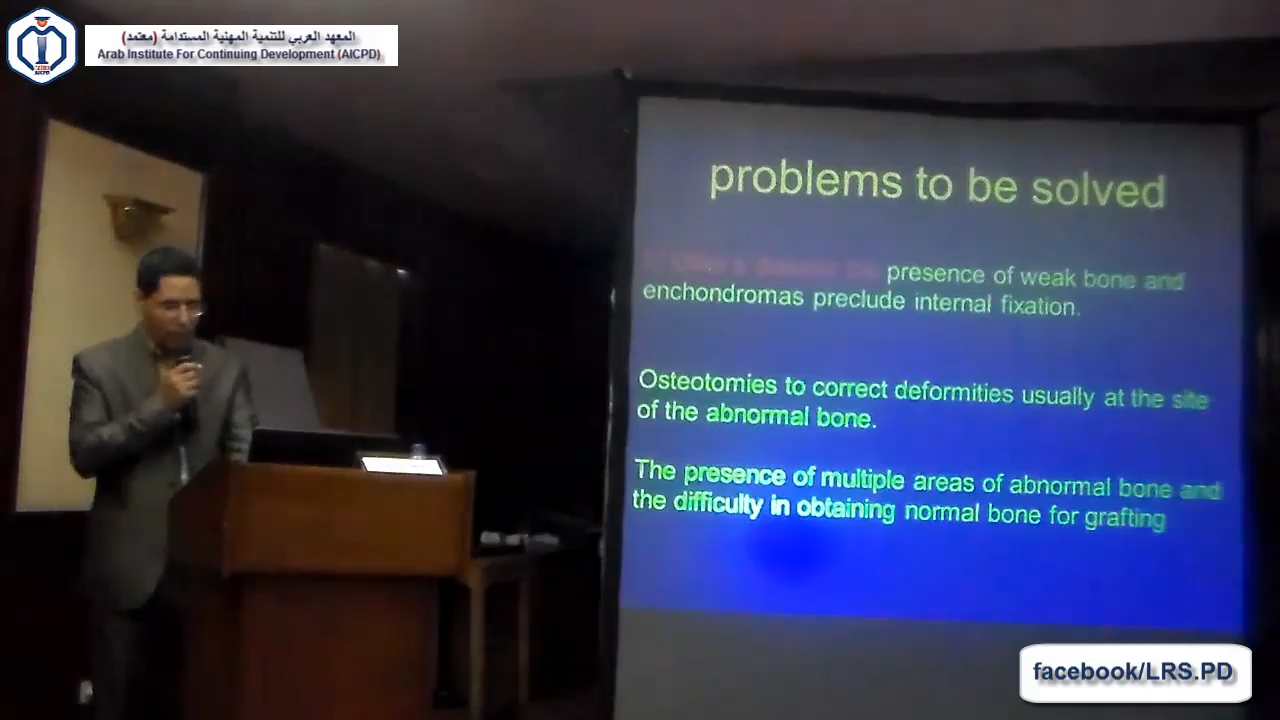 المعهد العربي للتنمية المهنية المستدامة (معتمد)
Arab Institute For Continuing Development (AICPD)
AICPD
problems to be solved
presence of weak bone and
enchondromas preclude internal fixation.
Osteotomies to correct deformities usually at the site
of the abnormal bone.
The presence of multiple areas of abnormal bone and
the difficulty in obtaining normal bone for grafting
facebook/LRS.PD